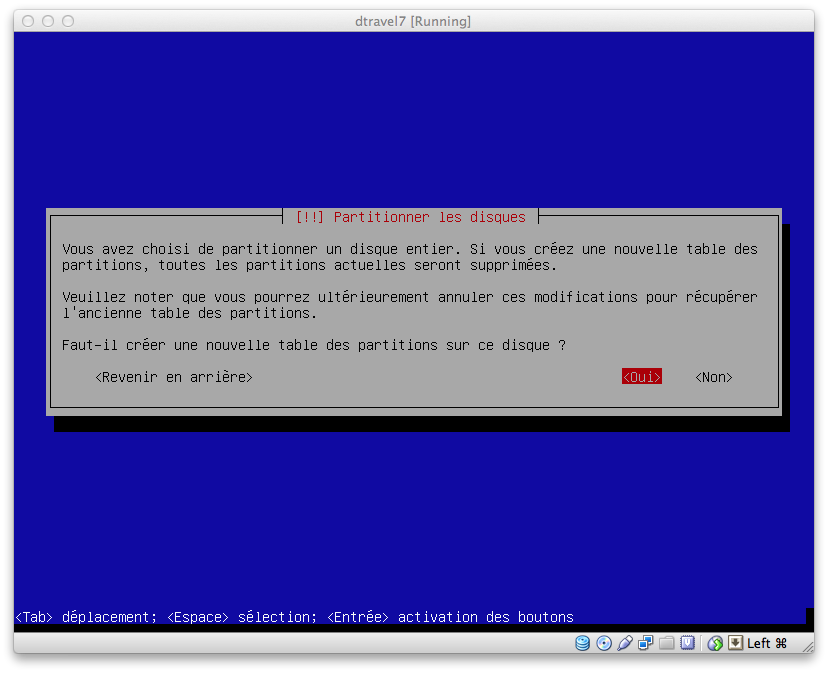 dtravel7 [Running]
[!!] Partitionner les disques
Vous avez choisi de partitionner un disque entier. Si vous créez une nouvelle table des
partitions, toutes les partitions actuelles seront supprimées.
Veuillez noter que vous pourrez ultérieurement annuler ces modifications pour récupérer
l'ancienne table des partitions.
Faut-il créer une nouvelle table des partitions sur ce disque ?
<Revenir en arrière> <Oui> <Non>
<Tab> déplacement; <Espace> sélection; <Entrée> activation des boutons
Left ⌘